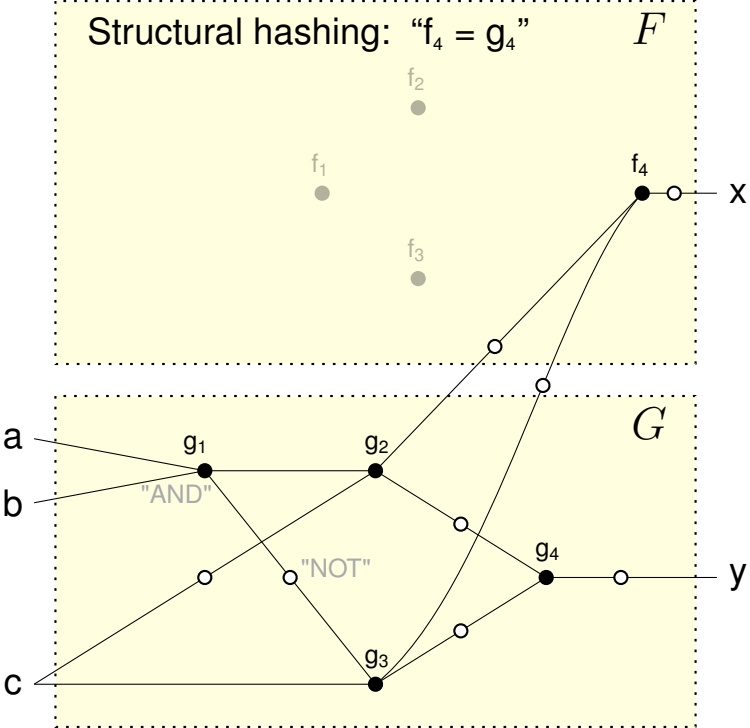 Structural hashing: “f₄ = g₄”
F
f₂
f₁
f₄
x
f₃
G
a
g₁
g₂
b
"AND"
g₄
"NOT"
y
g₃
c